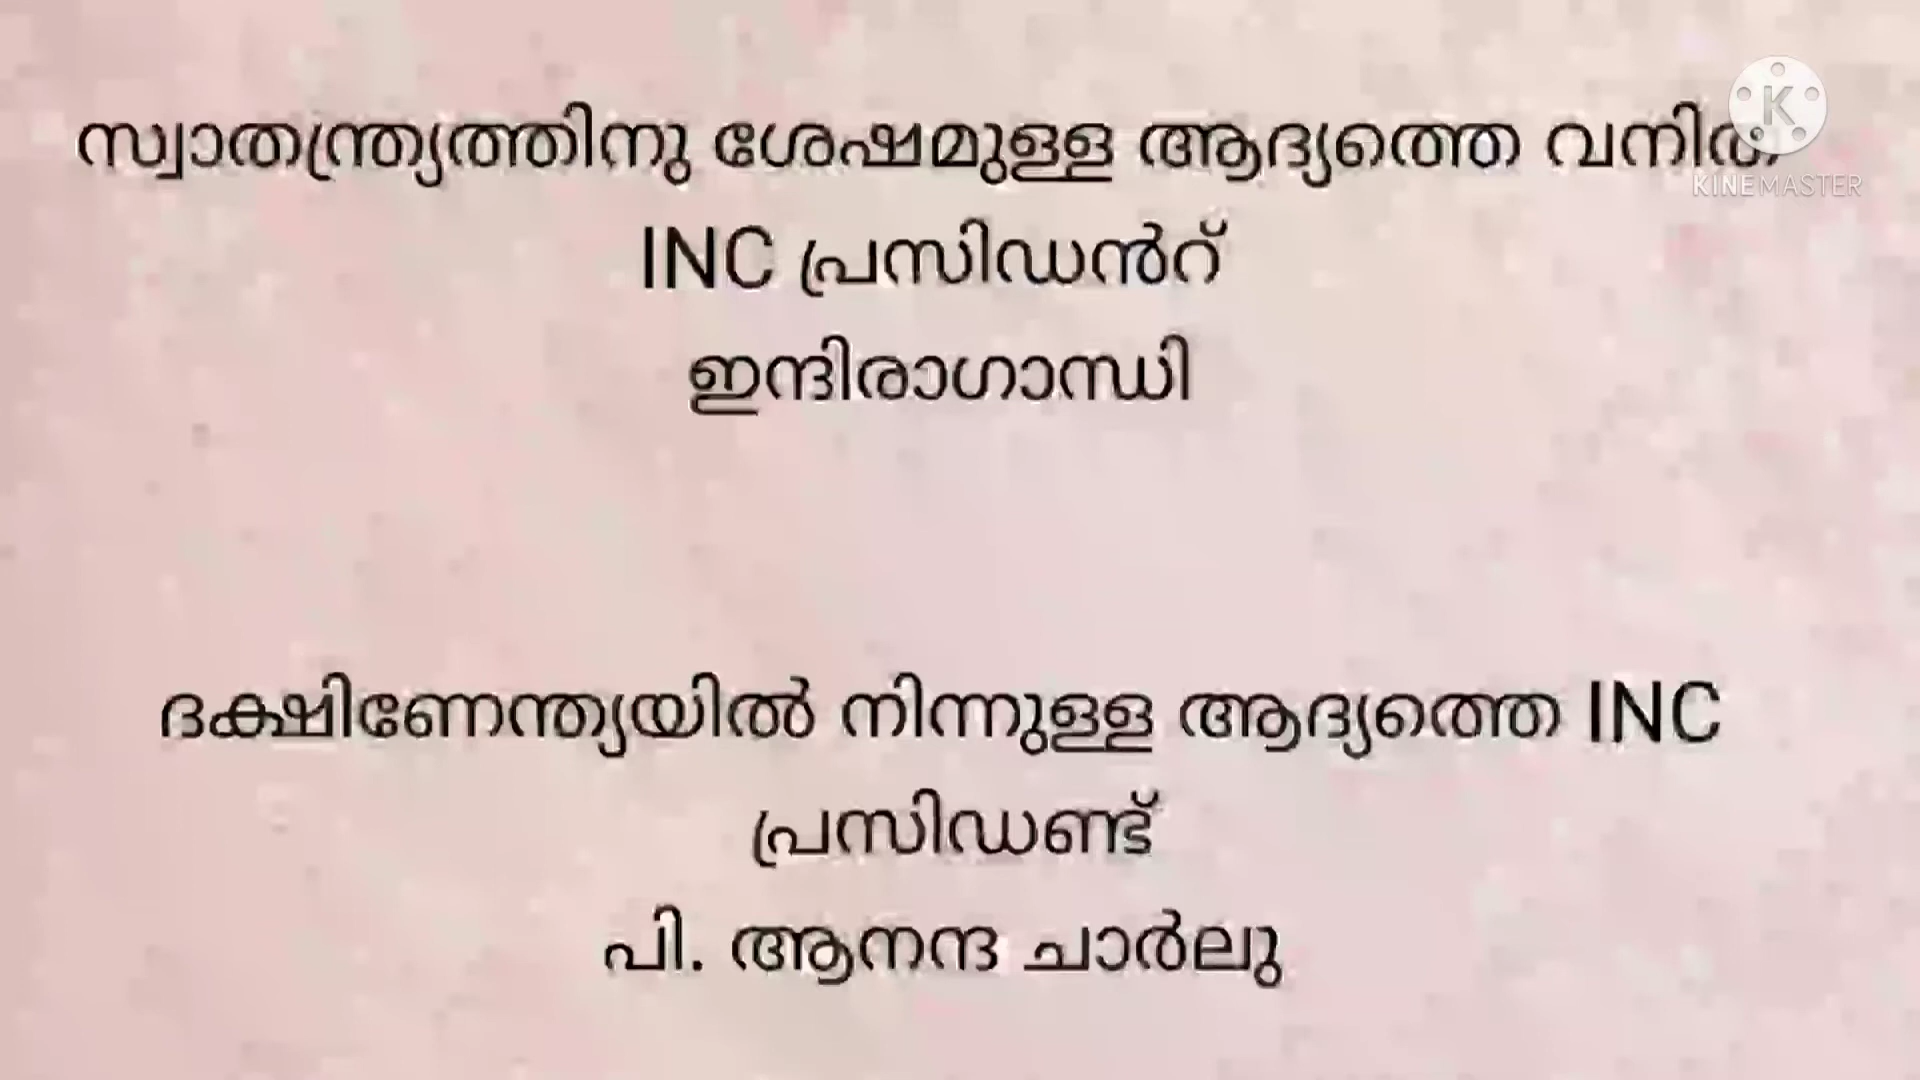 സ്വാതന്ത്ര്യത്തിനു ശേഷമുള്ള ആദ്യത്തെ വനിത
INC പ്രസിഡൻറ്
ഇന്ദിരാഗാന്ധി
ദക്ഷിണേന്ത്യയിൽ നിന്നുള്ള ആദ്യത്തെ INC
പ്രസിഡണ്ട്
പി. ആനന്ദ ചാർലു
K
KINEMASTER